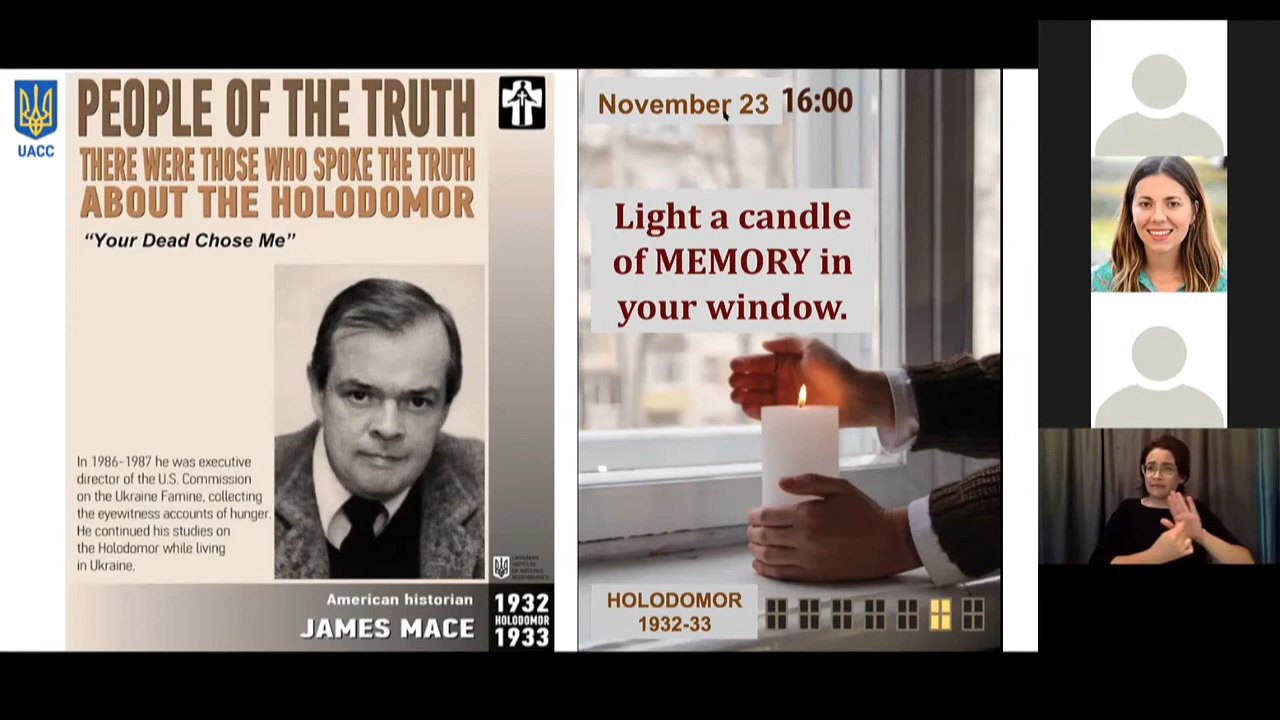 UACC
PEOPLE OF THE TRUTH
THERE WERE THOSE WHO SPOKE THE TRUTH
ABOUT THE HOLODOMOR
“Your Dead Chose Me”
In 1986-1987 he was executive
director of the U.S. Commission
on the Ukraine Famine, collecting
the eyewitness accounts of hunger.
He continued his studies on
the Holodomor while living
in Ukraine.
American historian
JAMES MACE
1932
HOLODOMOR
1933
November 23 16:00
Light a candle
of MEMORY in
your window.
HOLODOMOR
1932-33